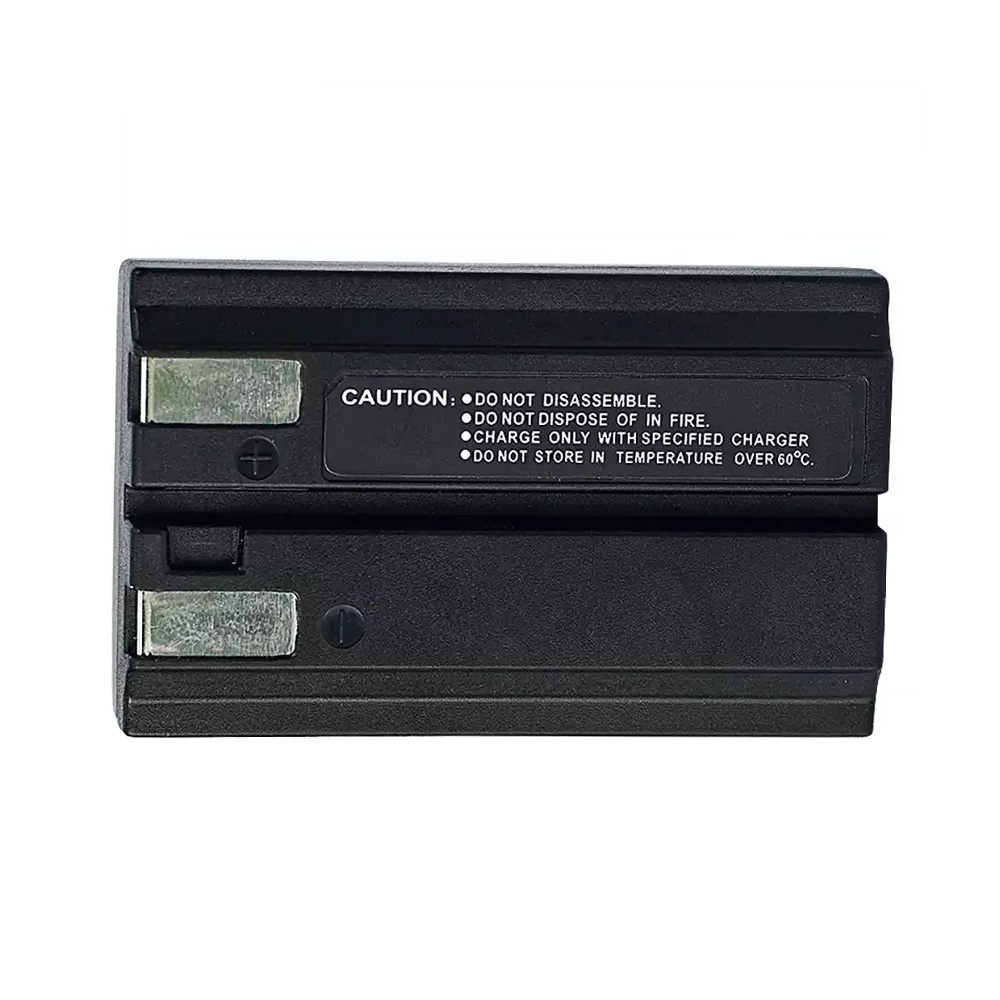 CAUTION: ●DO NOT DISASSEMBLE.
●DO NOT DISPOSE OF IN FIRE.
●CHARGE ONLY WITH SPECIFIED CHARGER
●DO NOT STORE IN TEMPERATURE OVER 60°C.
+
−